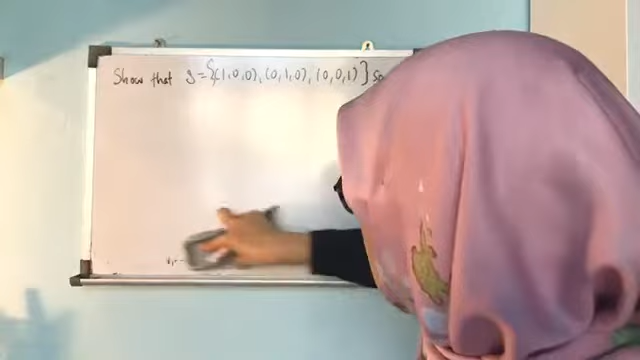 Show that S = {(1,0,0), (0,1,0), (0,0,1)}